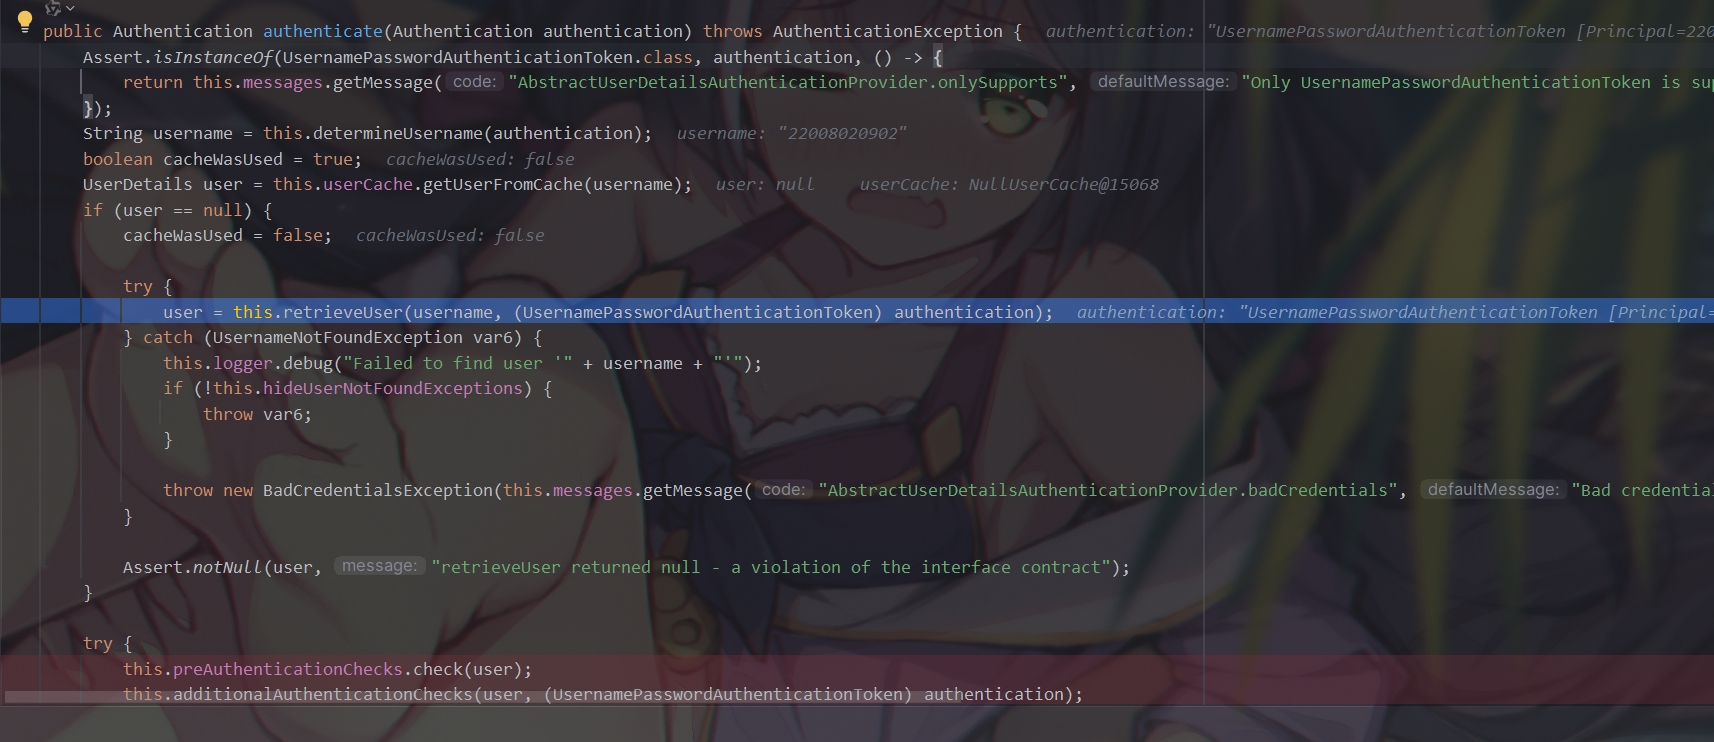 public Authentication authenticate(Authentication authentication) throws AuthenticationException { authentication: "UsernamePasswordAuthenticationToken [Principal=220
Assert.isInstanceOf(UsernamePasswordAuthenticationToken.class, authentication, () -> {
return this.messages.getMessage( code: "AbstractUserDetailsAuthenticationProvider.onlySupports", defaultMessage: "Only UsernamePasswordAuthenticationToken is sup
});
String username = this.determineUsername(authentication); username: "22008020902"
boolean cacheWasUsed = true; cacheWasUsed: false
UserDetails user = this.userCache.getUserFromCache(username); user: null userCache: NullUserCache@15068
if (user == null) {
cacheWasUsed = false; cacheWasUsed: false
try {
user = this.retrieveUser(username, (UsernamePasswordAuthenticationToken) authentication); authentication: "UsernamePasswordAuthenticationToken [Principal=
} catch (UsernameNotFoundException var6) {
this.logger.debug("Failed to find user '" + username + "'");
if (!this.hideUserNotFoundExceptions) {
throw var6;
}
throw new BadCredentialsException(this.messages.getMessage( code: "AbstractUserDetailsAuthenticationProvider.badCredentials", defaultMessage: "Bad credential
}
Assert.notNull(user, message: "retrieveUser returned null - a violation of the interface contract");
}
try {
this.preAuthenticationChecks.check(user);
this.additionalAuthenticationChecks(user, (UsernamePasswordAuthenticationToken) authentication);